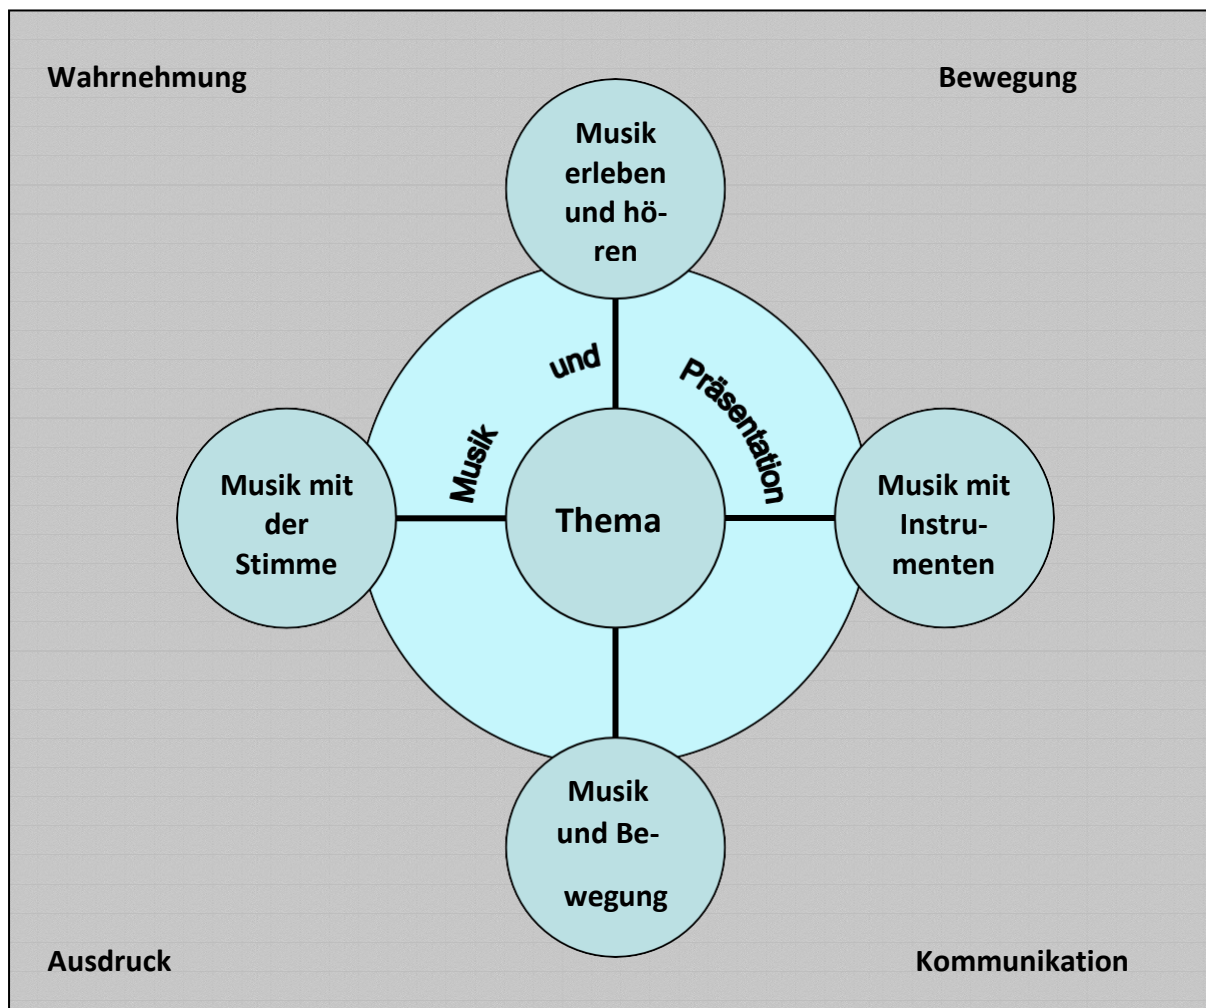 Wahrnehmung
Bewegung
Musik
erleben
und hö-
ren
Musik und Präsentation
Musik mit
der
Stimme
Thema
Musik mit
Instru-
menten
Musik
und Be-
wegung
Ausdruck
Kommunikation